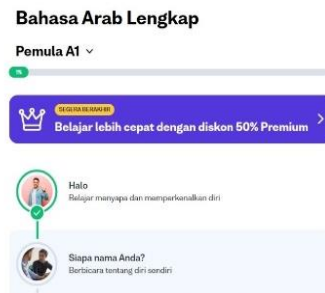 Bahasa Arab Lengkap
Pemula A1
1%
SEGERA BERAKHIR
Belajar lebih cepat dengan diskon 50% Premium
Halo
Belajar menyapa dan memperkenalkan diri
Siapa nama Anda?
Berbicara tentang diri sendiri